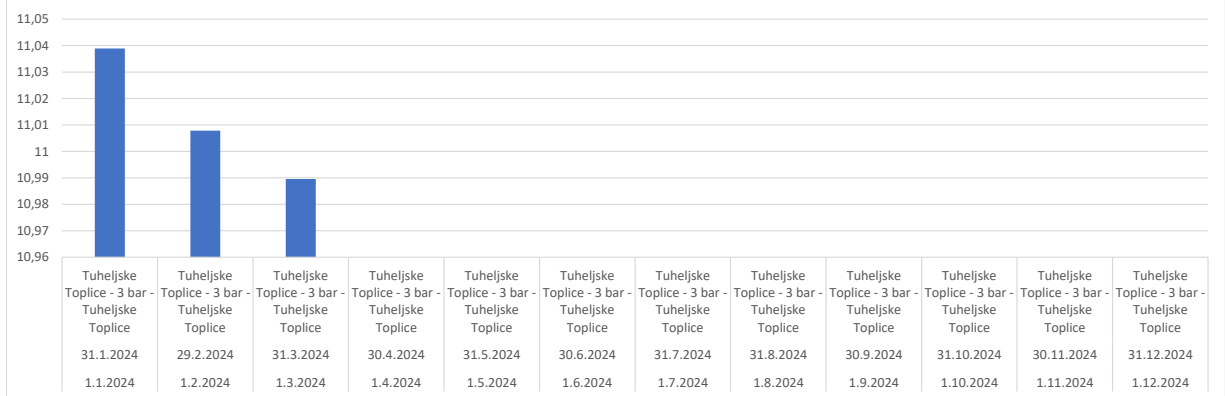 11,05
11,04
11,03
11,02
11,01
11
10,99
10,98
10,97
10,96
Tuheljske Tuheljske Tuheljske Tuheljske Tuheljske Tuheljske Tuheljske Tuheljske Tuheljske Tuheljske Tuheljske Tuheljske
Toplice - 3 bar - Toplice - 3 bar - Toplice - 3 bar - Toplice - 3 bar - Toplice - 3 bar - Toplice - 3 bar - Toplice - 3 bar - Toplice - 3 bar - Toplice - 3 bar - Toplice - 3 bar - Toplice - 3 bar - Toplice - 3 bar -
Tuheljske Tuheljske Tuheljske Tuheljske Tuheljske Tuheljske Tuheljske Tuheljske Tuheljske Tuheljske Tuheljske Tuheljske
Toplice Toplice Toplice Toplice Toplice Toplice Toplice Toplice Toplice Toplice Toplice Toplice
31.1.2024 29.2.2024 31.3.2024 30.4.2024 31.5.2024 30.6.2024 31.7.2024 31.8.2024 30.9.2024 31.10.2024 30.11.2024 31.12.2024
1.1.2024 1.2.2024 1.3.2024 1.4.2024 1.5.2024 1.6.2024 1.7.2024 1.8.2024 1.9.2024 1.10.2024 1.11.2024 1.12.2024